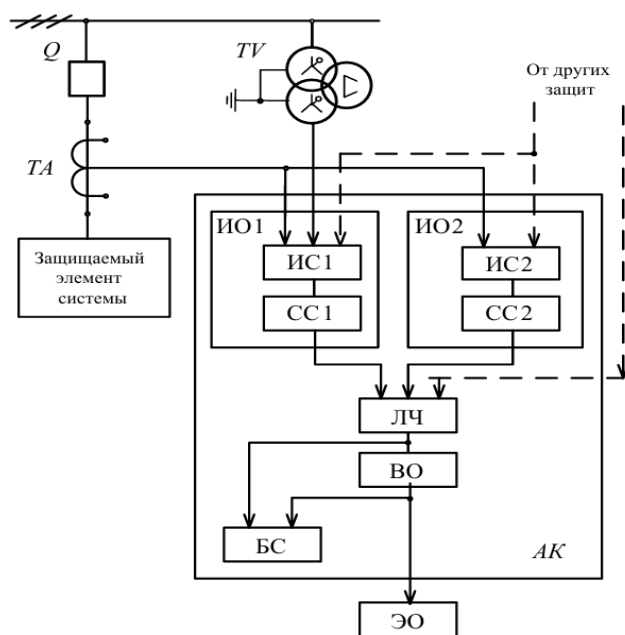 Q
TV
От других
защит
TA
ИО1
ИО2
Защищаемый
элемент
системы
ИС1
ИС2
СС1
СС2
ЛЧ
ВО
БС
АК
ЭО